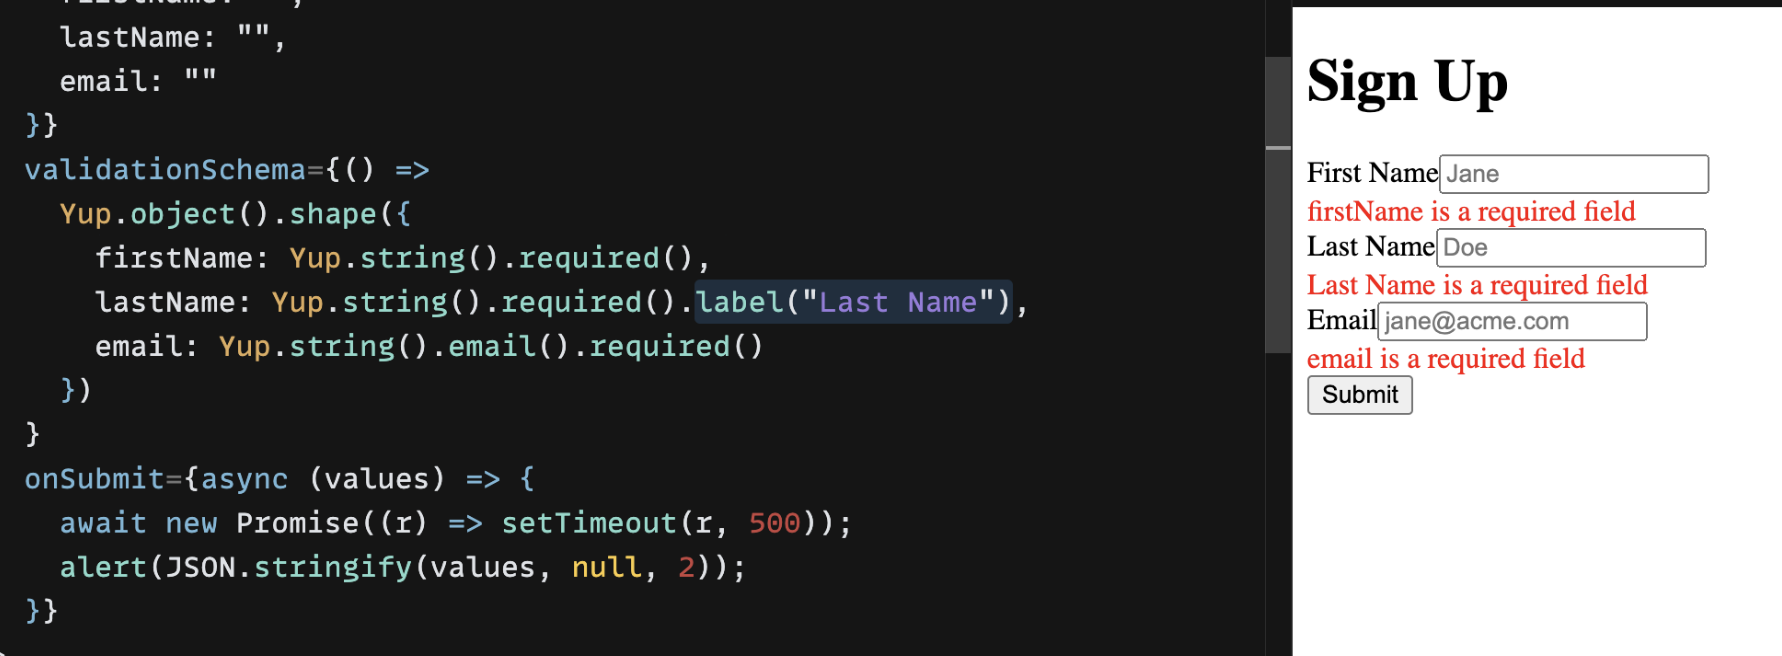 lastName: "",
email: ""
}}
validationSchema={() =>
Yup.object().shape({
firstName: Yup.string().required(),
lastName: Yup.string().required().label("Last Name"),
email: Yup.string().email().required()
})
}
onSubmit={async (values) => {
await new Promise((r) => setTimeout(r, 500));
alert(JSON.stringify(values, null, 2));
}}
Sign Up
First Name Jane
firstName is a required field
Last Name Doe
Last Name is a required field
Email jane@acme.com
email is a required field
Submit